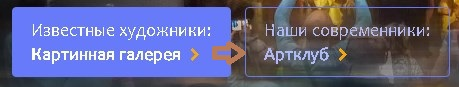 Известные художники:
Картинная галерея >
Наши современники:
Артклуб >